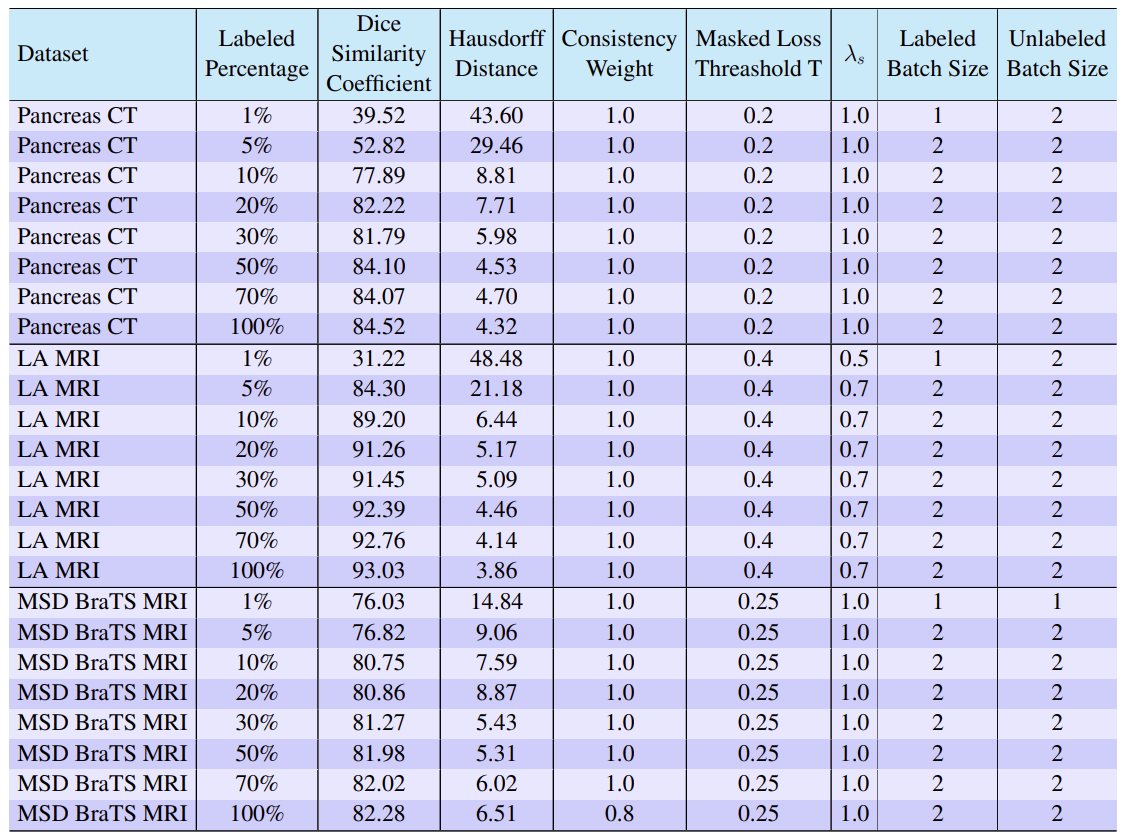 Dataset Labeled Percentage Dice Similarity Coefficient Hausdorff Distance Consistency Weight Masked Loss Threashold T λs Labeled Batch Size Unlabeled Batch Size
Pancreas CT 1% 39.52 43.60 1.0 0.2 1.0 1 2
Pancreas CT 5% 52.82 29.46 1.0 0.2 1.0 2 2
Pancreas CT 10% 77.89 8.81 1.0 0.2 1.0 2 2
Pancreas CT 20% 82.22 7.71 1.0 0.2 1.0 2 2
Pancreas CT 30% 81.79 5.98 1.0 0.2 1.0 2 2
Pancreas CT 50% 84.10 4.53 1.0 0.2 1.0 2 2
Pancreas CT 70% 84.07 4.70 1.0 0.2 1.0 2 2
Pancreas CT 100% 84.52 4.32 1.0 0.2 1.0 2 2
LA MRI 1% 31.22 48.48 1.0 0.4 0.5 1 2
LA MRI 5% 84.30 21.18 1.0 0.4 0.7 2 2
LA MRI 10% 89.20 6.44 1.0 0.4 0.7 2 2
LA MRI 20% 91.26 5.17 1.0 0.4 0.7 2 2
LA MRI 30% 91.45 5.09 1.0 0.4 0.7 2 2
LA MRI 50% 92.39 4.46 1.0 0.4 0.7 2 2
LA MRI 70% 92.76 4.14 1.0 0.4 0.7 2 2
LA MRI 100% 93.03 3.86 1.0 0.4 0.7 2 2
MSD BraTS MRI 1% 76.03 14.84 1.0 0.25 1.0 1 1
MSD BraTS MRI 5% 76.82 9.06 1.0 0.25 1.0 2 2
MSD BraTS MRI 10% 80.75 7.59 1.0 0.25 1.0 2 2
MSD BraTS MRI 20% 80.86 8.87 1.0 0.25 1.0 2 2
MSD BraTS MRI 30% 81.27 5.43 1.0 0.25 1.0 2 2
MSD BraTS MRI 50% 81.98 5.31 1.0 0.25 1.0 2 2
MSD BraTS MRI 70% 82.02 6.02 1.0 0.25 1.0 2 2
MSD BraTS MRI 100% 82.28 6.51 0.8 0.25 1.0 2 2